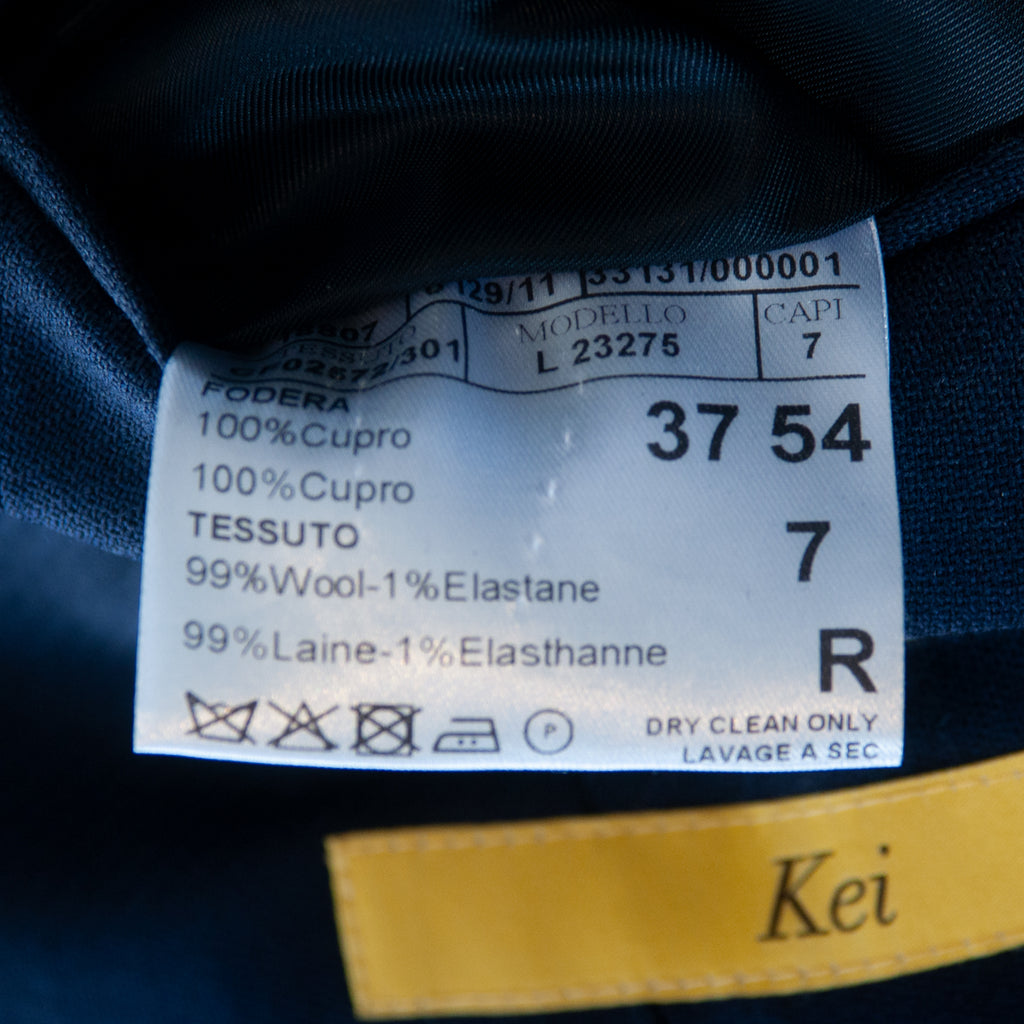 129/11 33131/000001
MODELLO CAPI
L 23275 7
FODERA
100%Cupro 37 54
100%Cupro
TESSUTO 7
99%Wool-1%Elastane
99%Laine-1%Elasthanne R
P DRY CLEAN ONLY
LAVAGE A SEC
Kei